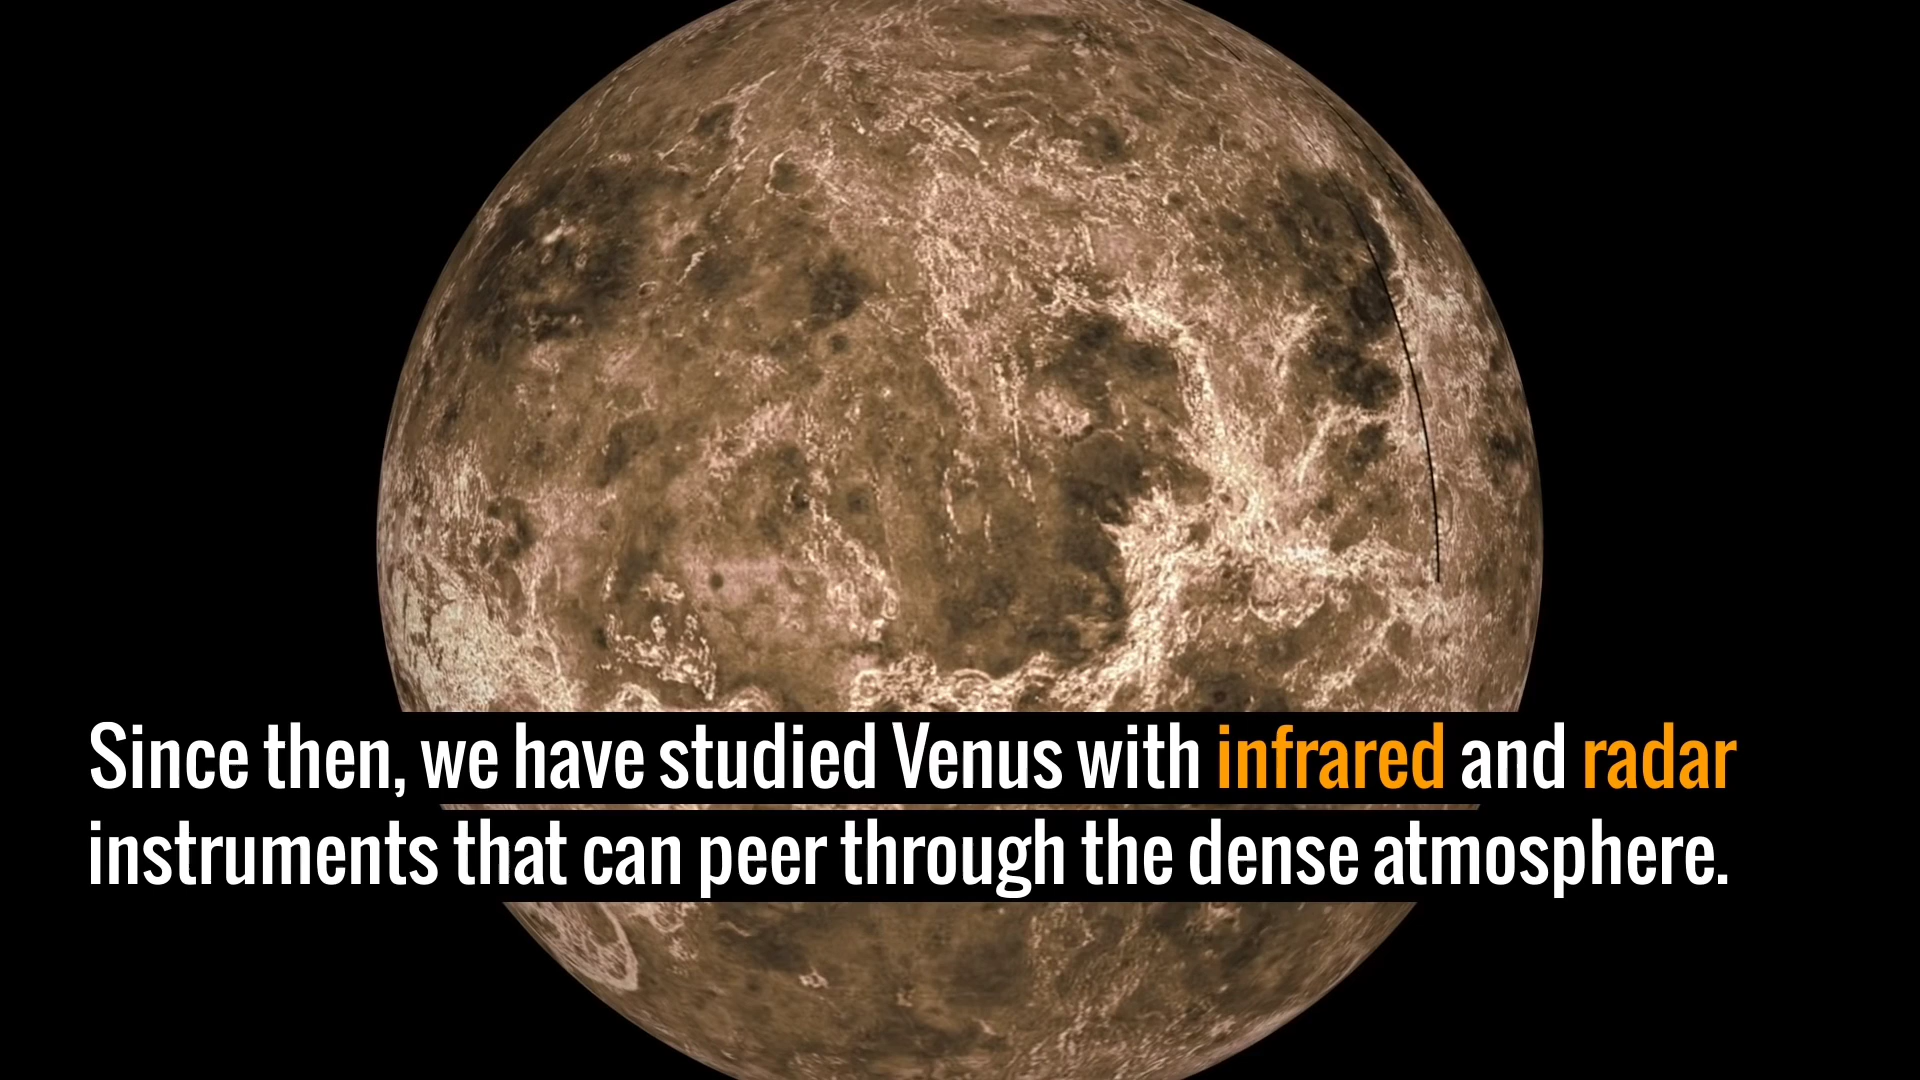 Since then, we have studied Venus with infrared and radar
instruments that can peer through the dense atmosphere.